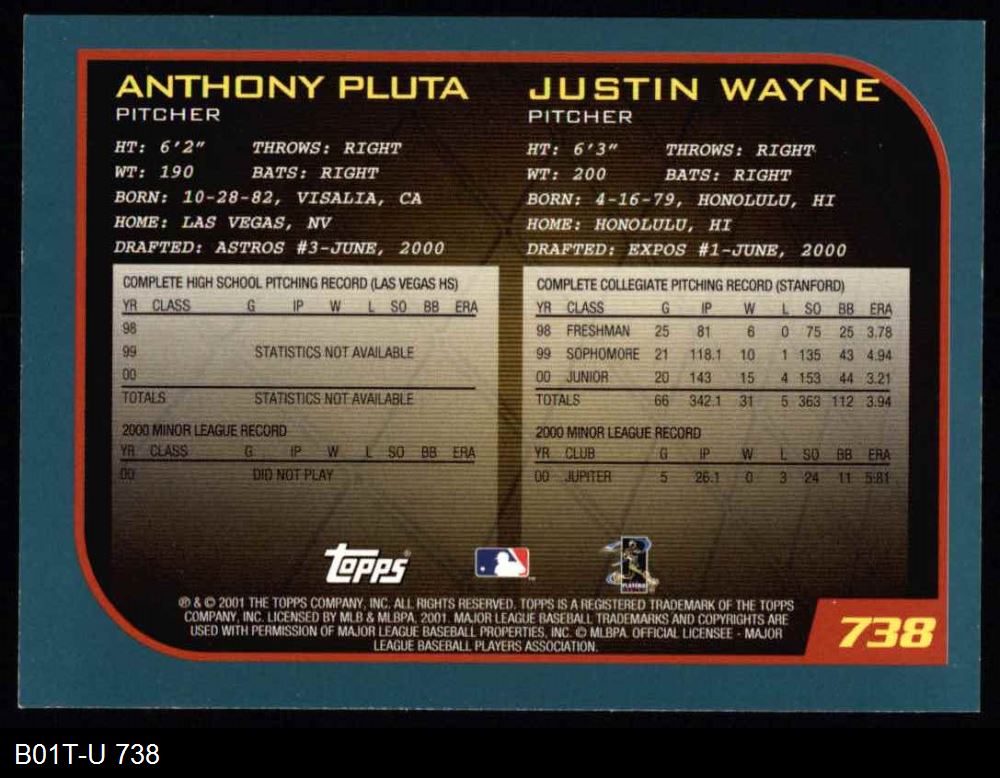 ANTHONY PLUTA
PITCHER
HT: 6'2" THROWS: RIGHT
WT: 190 BATS: RIGHT
BORN: 10-28-82, VISALIA, CA
HOME: LAS VEGAS, NV
DRAFTED: ASTROS #3-JUNE, 2000
COMPLETE HIGH SCHOOL PITCHING RECORD (LAS VEGAS HS)
YR CLASS G IP W L SO BB ERA
98
99 STATISTICS NOT AVAILABLE
00
TOTALS STATISTICS NOT AVAILABLE
2000 MINOR LEAGUE RECORD
YR CLASS G IP W L SO BB ERA
00 DID NOT PLAY
JUSTIN WAYNE
PITCHER
HT: 6'3" THROWS: RIGHT
WT: 200 BATS: RIGHT
BORN: 4-16-79, HONOLULU, HI
HOME: HONOLULU, HI
DRAFTED: EXPOS #1-JUNE, 2000
COMPLETE COLLEGIATE PITCHING RECORD (STANFORD)
YR CLASS G IP W L SO BB ERA
98 FRESHMAN 25 81 6 0 75 25 3.78
99 SOPHOMORE 21 118.1 10 1 135 43 4.94
00 JUNIOR 20 143 15 4 153 44 3.21
TOTALS 66 342.1 31 5 363 112 3.94
2000 MINOR LEAGUE RECORD
YR CLUB G IP W L SO BB ERA
00 JUPITER 5 26.1 0 3 24 11 5.81
Topps
® & © 2001 THE TOPPS COMPANY, INC. ALL RIGHTS RESERVED. TOPPS IS A REGISTERED TRADEMARK OF THE TOPPS
COMPANY, INC. LICENSED BY MLB & MLBPA, 2001. MAJOR LEAGUE BASEBALL TRADEMARKS AND COPYRIGHTS ARE
USED WITH PERMISSION OF MAJOR LEAGUE BASEBALL PROPERTIES, INC. © MLBPA. OFFICIAL LICENSEE - MAJOR
LEAGUE BASEBALL PLAYERS ASSOCIATION.
738
B01T-U 738